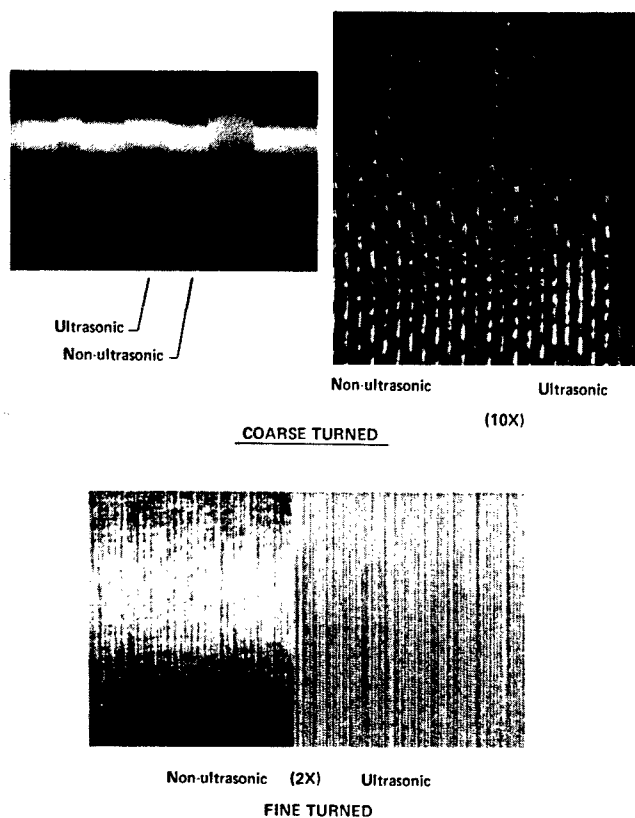 Ultrasonic
Non-ultrasonic
Non-ultrasonic Ultrasonic
(10X)
COARSE TURNED
Non-ultrasonic (2X) Ultrasonic
FINE TURNED